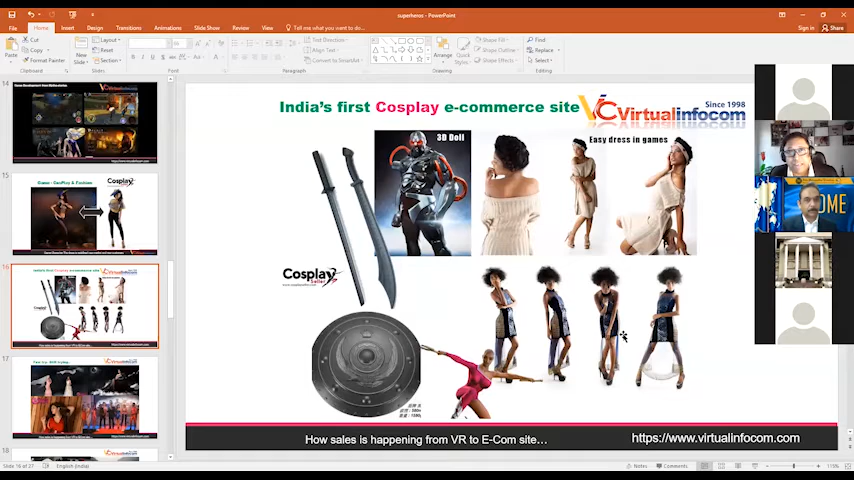 superheros - PowerPoint
File
Home
Insert
Design
Transitions
Animations
Slide Show
Review
View
Tell me what you want to do...
Sign in
Share
Paste
Cut
Copy
Format Painter
Clipboard
New
Slide
Layout
Reset
Section
Slides
Font
Text Direction
Align Text
Convert to SmartArt
Paragraph
Arrange
Quick
Styles
Shape Fill
Shape Outline
Shape Effects
Drawing
Find
Replace
Select
Editing
14
15
Cosplay
16
17
18
India's first Cosplay e-commerce site
Since 1998
Virtualinfocom
3D Doll
Easy dress in games
Cosplay
Seller
How sales is happening from VR to E-Com site...
https://www.virtualinfocom.com
OME
Slide 16 of 27
English (India)
Notes
Comments
115%